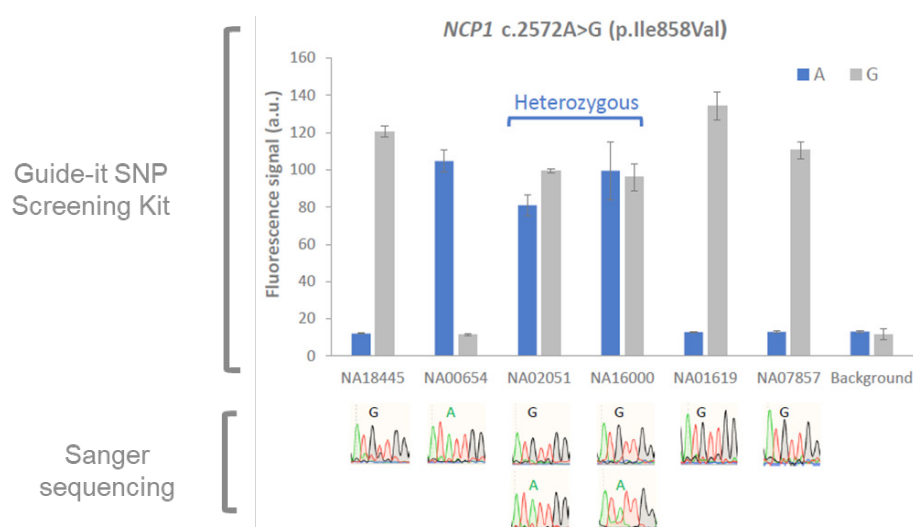 NCP1 c.2572A>G (p.Ile858Val)
160
140
120
100
80
60
40
20
0
Fluorescence signal (a.u.)
A
G
Heterozygous
Guide-it SNP
Screening Kit
NA18445 NA00654 NA02051 NA16000 NA01619 NA07857 Background
G A G G G G
Sanger
sequencing
A A